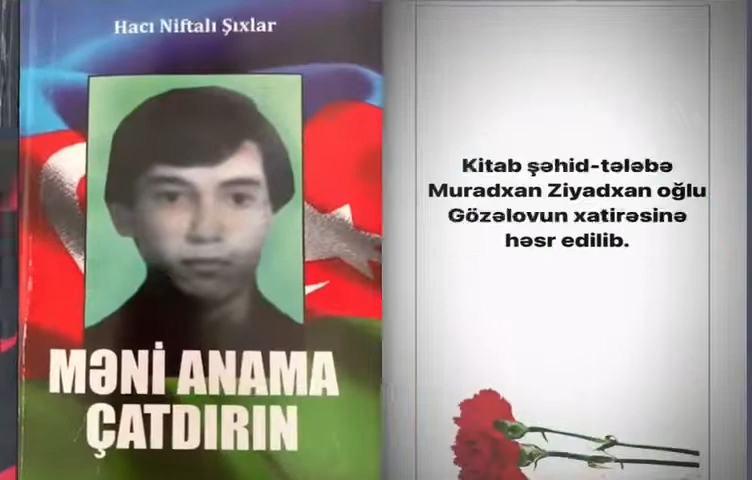 Hacı Niftalı Şıxlar
MƏNİ ANAMA
ÇATDIRIN
Kitab şəhid-tələbə
Muradxan Ziyadxan oğlu
Gözəlovun xatirəsinə
həsr edilib.